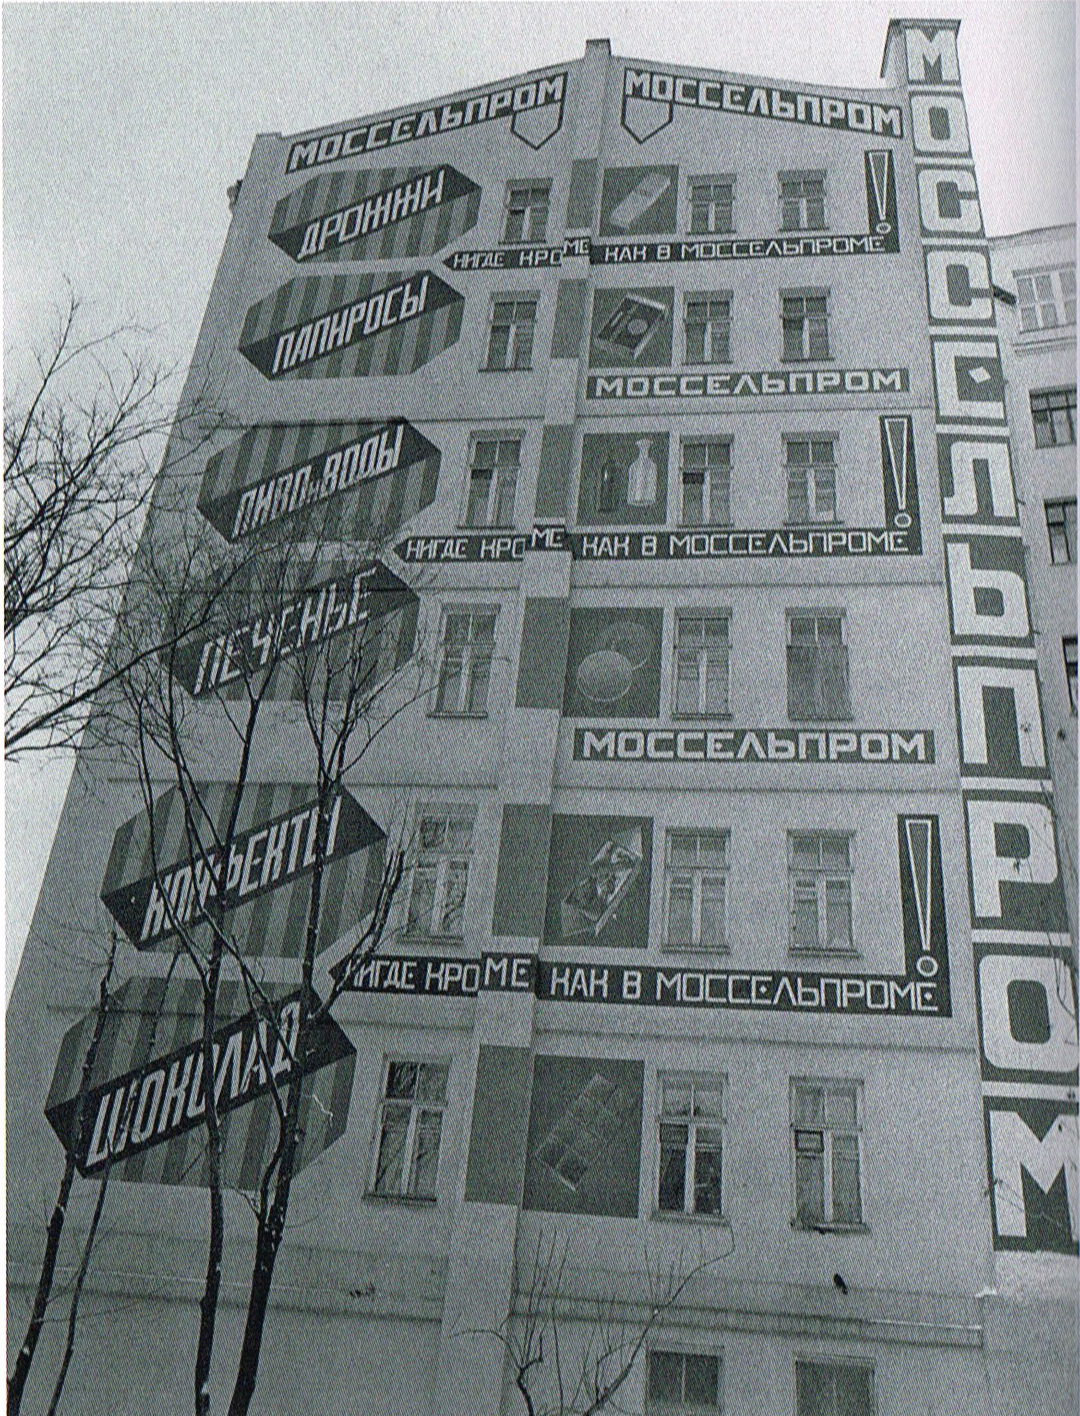 МОССЕЛЬПРОМ
МОССЕЛЬПРОМ
МОССЕЛЬПРОМ
ДРОЖЖИ
НИГДЕ КРОМЕ КАК В МОССЕЛЬПРОМЕ!
ПАПИРОСЫ
МОССЕЛЬПРОМ
ПИВО И ВОДЫ
НИГДЕ КРОМЕ КАК В МОССЕЛЬПРОМЕ!
ПЕЧЕНЬЕ
МОССЕЛЬПРОМ
КОНФЕКТЫ
НИГДЕ КРОМЕ КАК В МОССЕЛЬПРОМЕ!
ШОКОЛАД